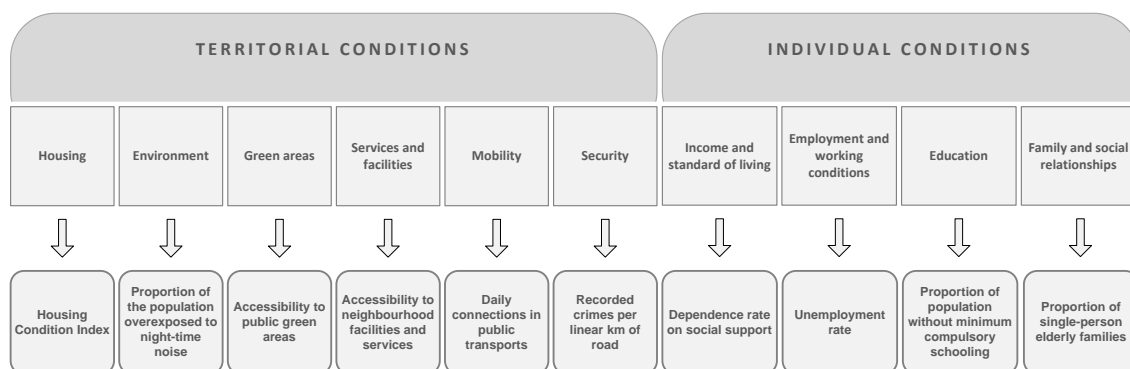 TERRITORIAL CONDITIONS
INDIVIDUAL CONDITIONS
Housing
Environment
Green areas
Services and
facilities
Mobility
Security
Income and
standard of living
Employment and
working
conditions
Education
Family and social
relationships
Housing
Condition Index
Proportion of
the population
overexposed to
night-time
noise
Accessibility to
public green
areas
Accessibility to
neighbourhood
facilities and
services
Daily
connections in
public
transports
Recorded
crimes per
linear km of
road
Dependence rate
on social support
Unemployment
rate
Proportion of
population
without minimum
compulsory
schooling
Proportion of
single-person
elderly families